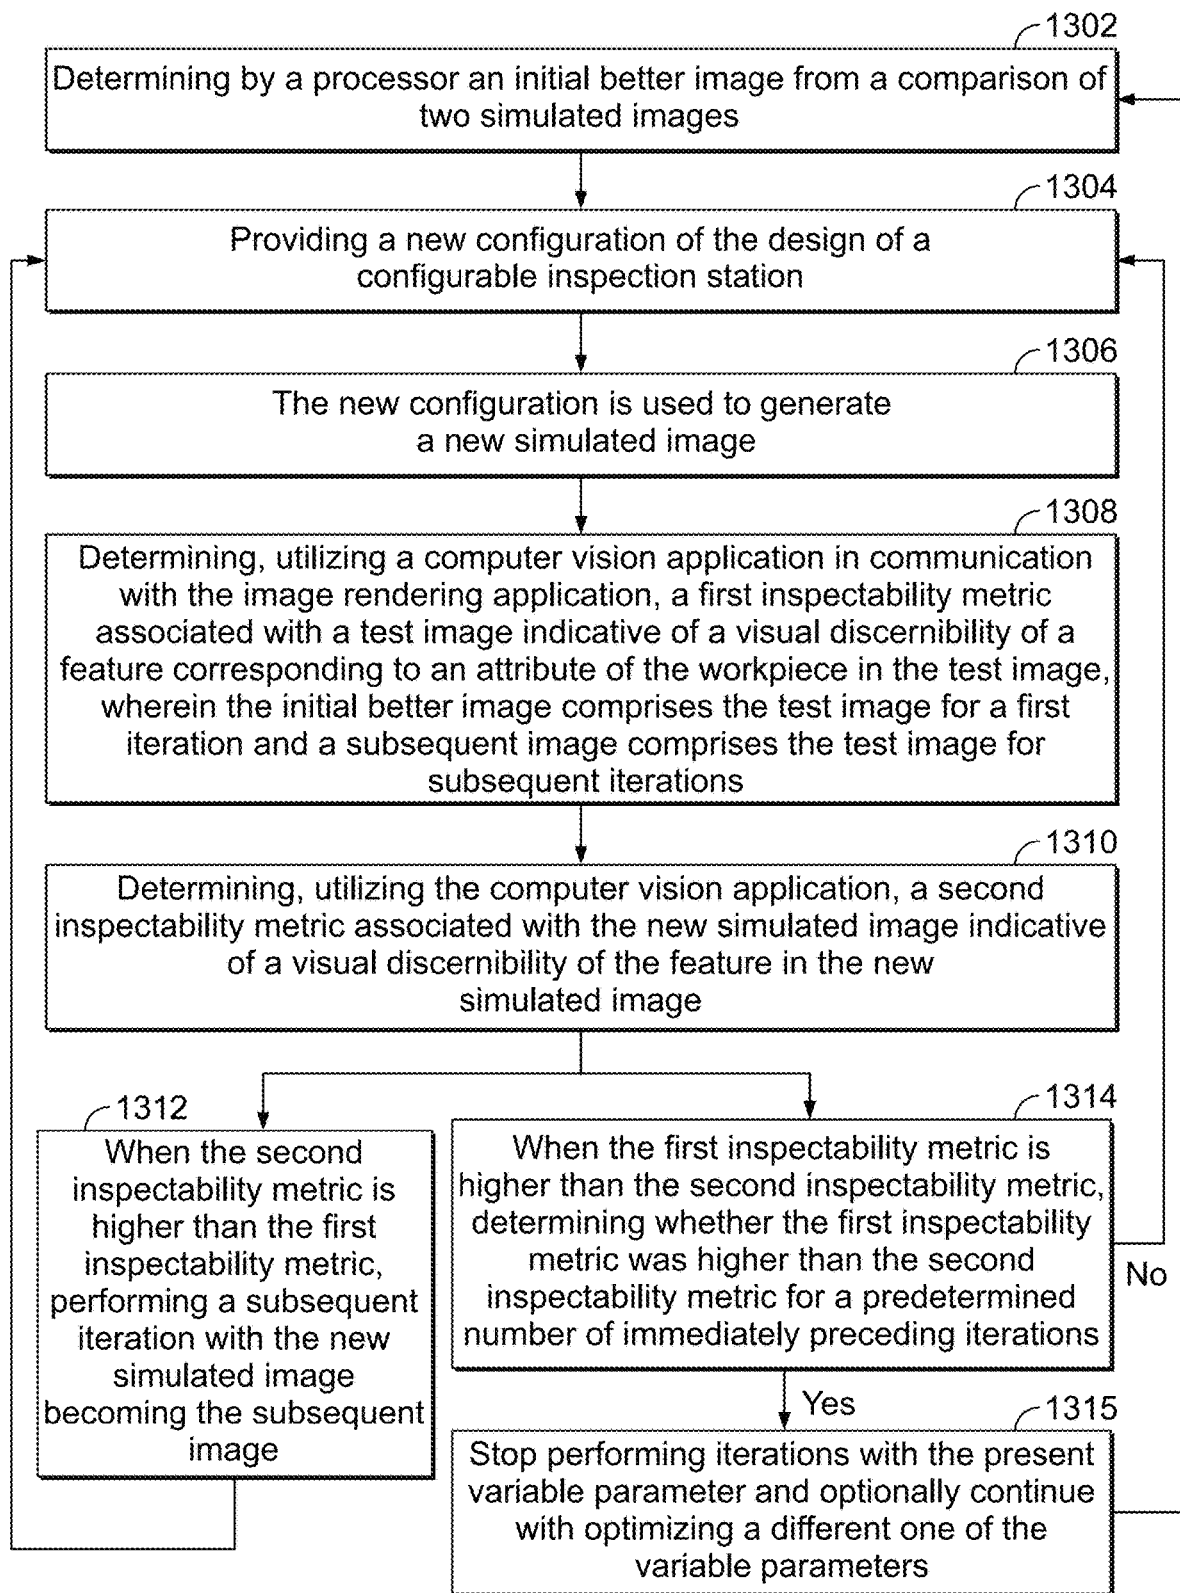 1302
Determining by a processor an initial better image from a comparison of
two simulated images
1304
Providing a new configuration of the design of a
configurable inspection station
1306
The new configuration is used to generate
a new simulated image
1308
Determining, utilizing a computer vision application in communication
with the image rendering application, a first inspectability metric
associated with a test image indicative of a visual discernibility of a
feature corresponding to an attribute of the workpiece in the test image,
wherein the initial better image comprises the test image for a first
iteration and a subsequent image comprises the test image for
subsequent iterations
1310
Determining, utilizing the computer vision application, a second
inspectability metric associated with the new simulated image indicative
of a visual discernibility of the feature in the new
simulated image
1312
When the second
inspectability metric is
higher than the first
inspectability metric,
performing a subsequent
iteration with the new
simulated image
becoming the subsequent
image
1314
When the first inspectability metric is
higher than the second inspectability metric,
determining whether the first inspectability
metric was higher than the second
inspectability metric for a predetermined
number of immediately preceding iterations
No
Yes
1315
Stop performing iterations with the present
variable parameter and optionally continue
with optimizing a different one of the
variable parameters